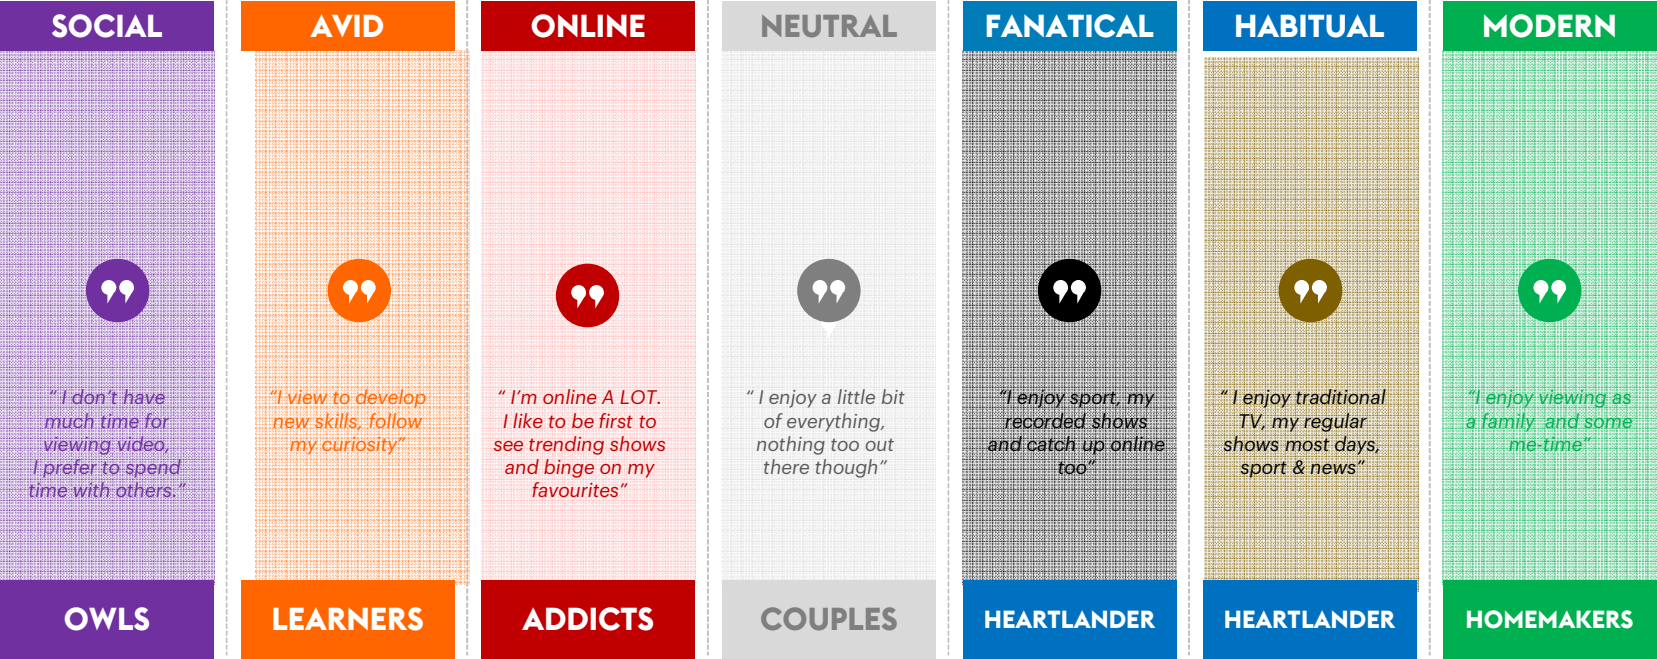 SOCIAL
AVID
ONLINE
NEUTRAL
FANATICAL
HABITUAL
MODERN
“ I don’t have
much time for
viewing video,
I prefer to spend
time with others.”
“I view to develop
new skills, follow
my curiosity”
“ I’m online A LOT.
I like to be first to
see trending shows
and binge on my
favourites”
“ I enjoy a little bit
of everything,
nothing too out
there though”
“I enjoy sport, my
recorded shows
and catch up online
too”
“ I enjoy traditional
TV, my regular
shows most days,
sport & news”
“I enjoy viewing as
a family and some
me-time”
OWLS
LEARNERS
ADDICTS
COUPLES
HEARTLANDER
HEARTLANDER
HOMEMAKERS